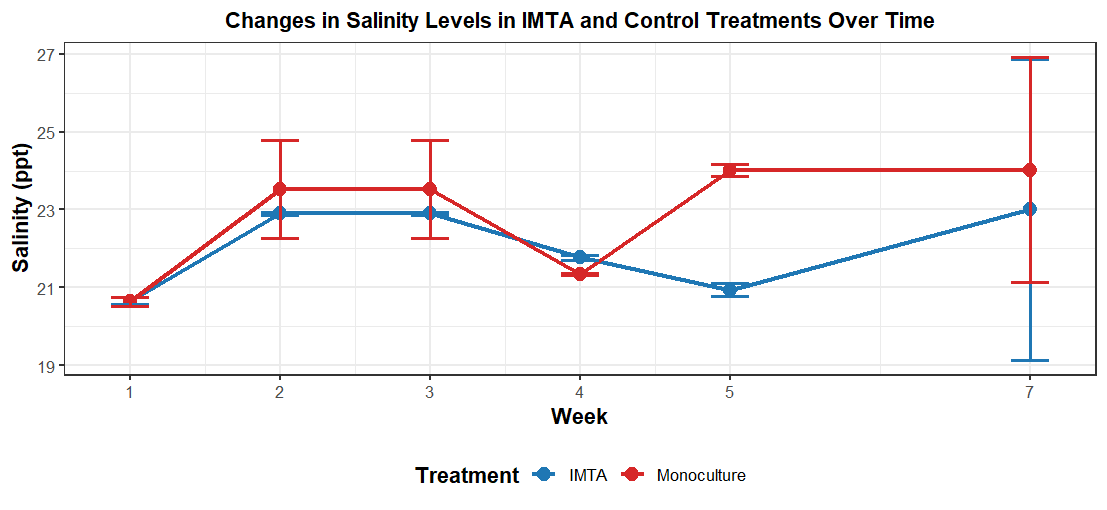 Changes in Salinity Levels in IMTA and Control Treatments Over Time
Salinity (ppt)
27
25
23
21
19
1 2 3 4 5 7
Week
Treatment IMTA Monoculture